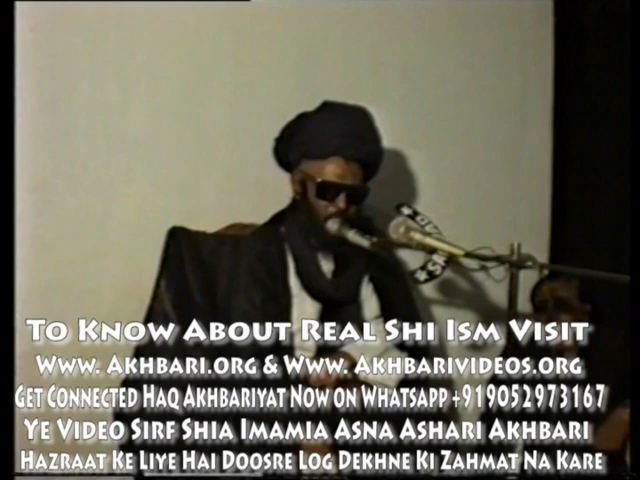 To Know About Real Shi Ism Visit
Www. Akhbari.org & Www. Akhbarivideos.org
Get Connected Haq Akhbariyat Now on Whatsapp +919052973167
Ye Video Sirf Shia Imamia Asna Ashari Akhbari
Hazraat Ke Liye Hai Doosre Log Dekhne Ki Zahmat Na Kare